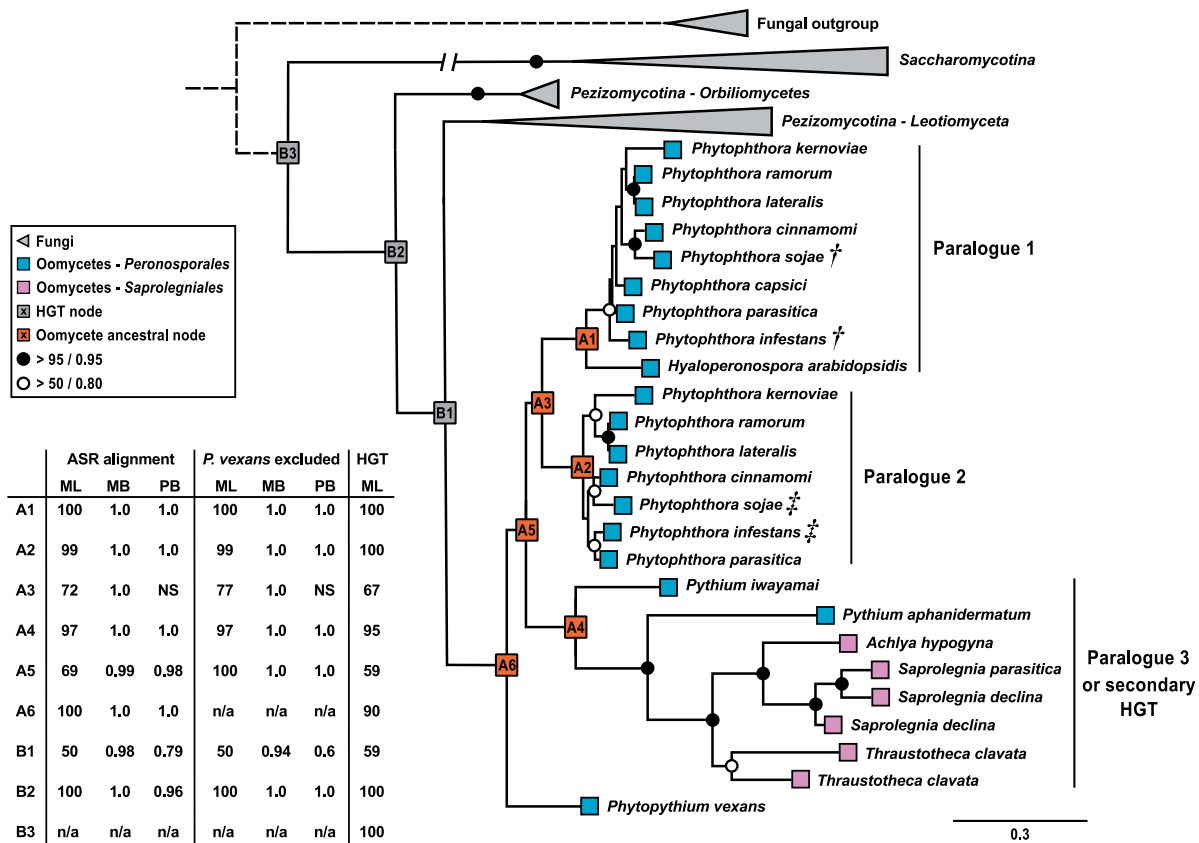 Fungal outgroup
Saccharomycotina
Pezizomycotina - Orbiliomycetes
Pezizomycotina - Leotiomyceta
B3
B2
B1
A1
A3
A2
A5
A4
A6
Phytophthora kernoviae
Phytophthora ramorum
Phytophthora lateralis
Phytophthora cinnamomi
Phytophthora sojae †
Phytophthora capsici
Phytophthora parasitica
Phytophthora infestans †
Hyaloperonospora arabidopsidis
Paralogue 1
Phytophthora kernoviae
Phytophthora ramorum
Phytophthora lateralis
Phytophthora cinnamomi
Phytophthora sojae ‡
Phytophthora infestans ‡
Phytophthora parasitica
Paralogue 2
Pythium iwayamai
Pythium aphanidermatum
Achlya hypogyna
Saprolegnia parasitica
Saprolegnia declina
Saprolegnia declina
Thraustotheca clavata
Thraustotheca clavata
Paralogue 3
or secondary
HGT
Phytopythium vexans
0.3
Fungi
Oomycetes - Peronosporales
Oomycetes - Saprolegniales
x HGT node
x Oomycete ancestral node
> 95 / 0.95
> 50 / 0.80
ASR alignment P. vexans excluded HGT
ML MB PB ML MB PB ML
A1 100 1.0 1.0 100 1.0 1.0 100
A2 99 1.0 1.0 99 1.0 1.0 100
A3 72 1.0 NS 77 1.0 NS 67
A4 97 1.0 1.0 97 1.0 1.0 95
A5 69 0.99 0.98 100 1.0 1.0 59
A6 100 1.0 1.0 n/a n/a n/a 90
B1 50 0.98 0.79 50 0.94 0.6 59
B2 100 1.0 0.96 100 1.0 1.0 100
B3 n/a n/a n/a n/a n/a n/a 100